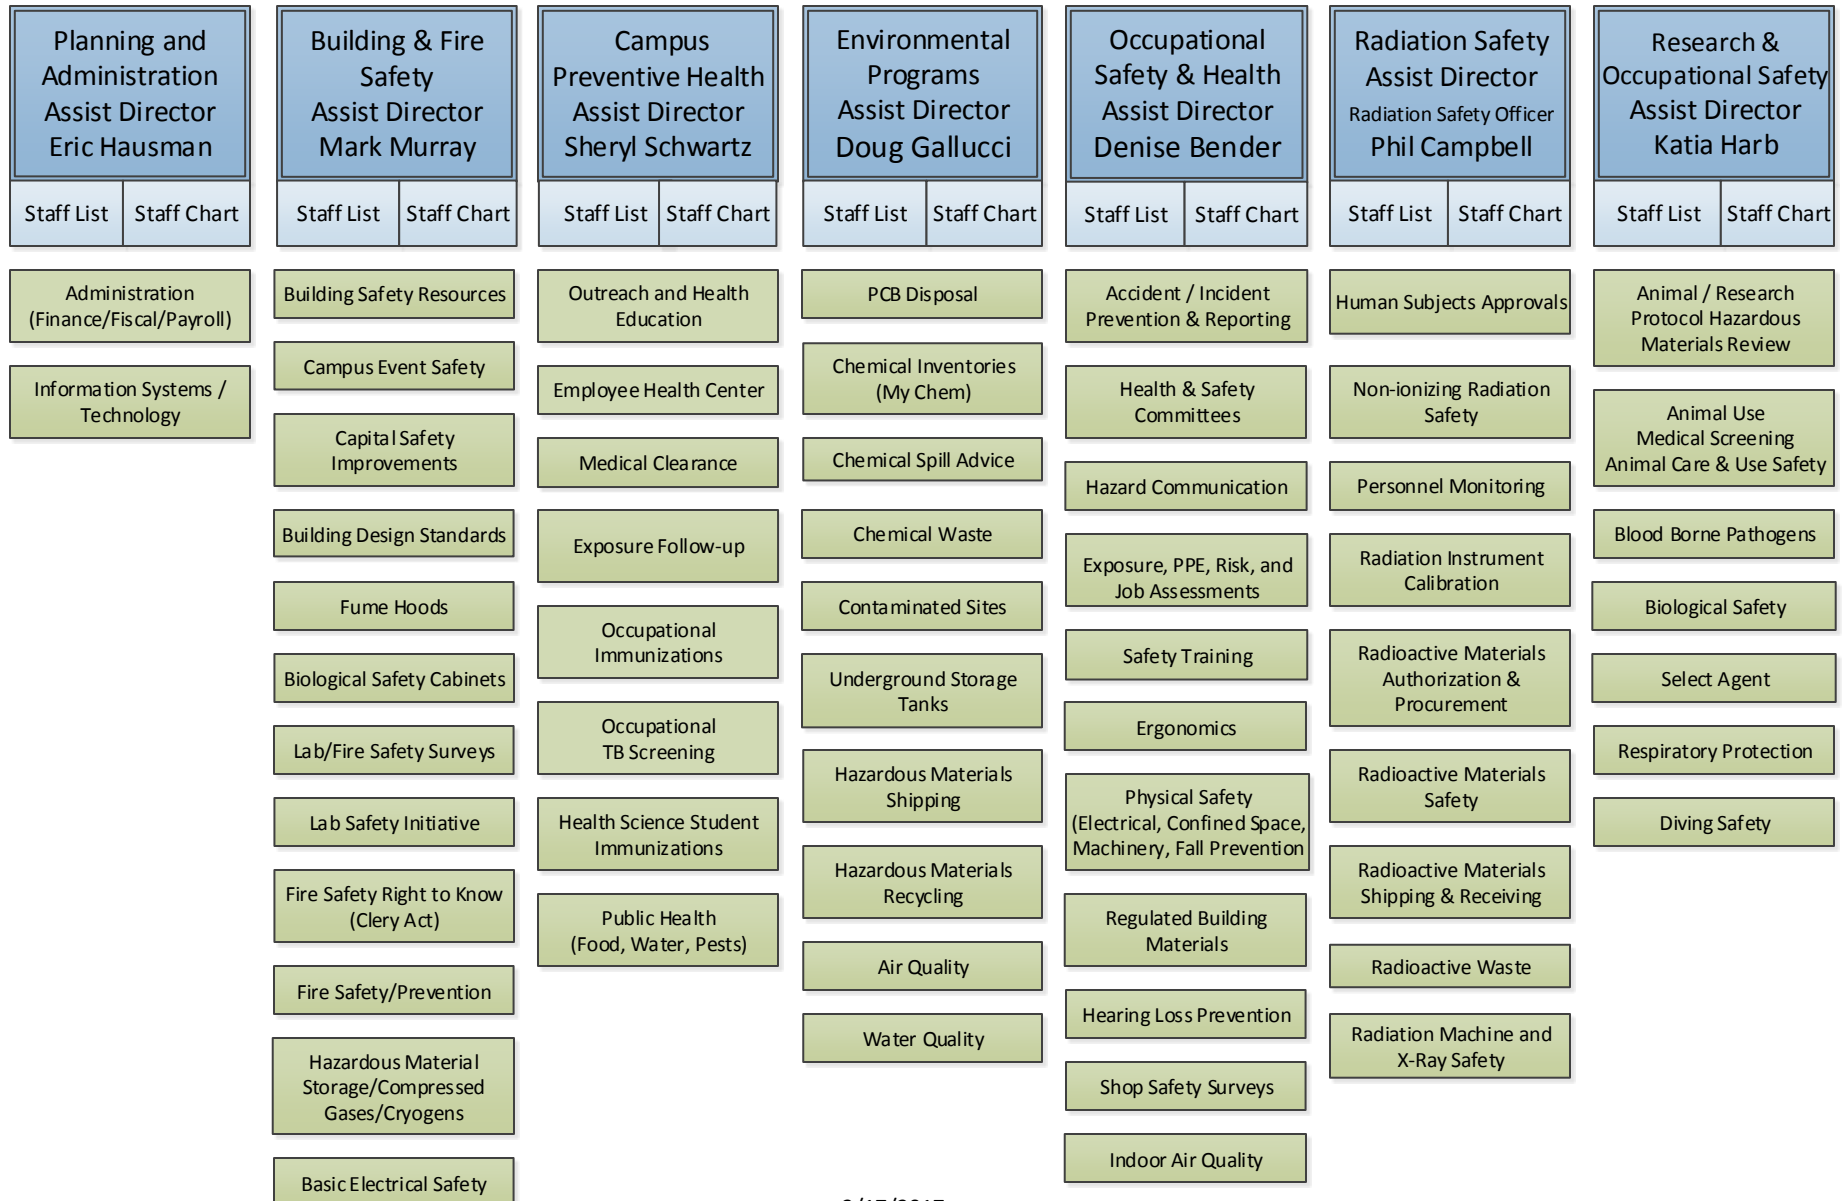 Planning and
Administration
Assist Director
Eric Hausman
Staff List
Staff Chart
Administration
(Finance/Fiscal/Payroll)
Information Systems /
Technology
Building & Fire
Safety
Assist Director
Mark Murray
Staff List
Staff Chart
Building Safety Resources
Campus Event Safety
Capital Safety
Improvements
Building Design Standards
Fume Hoods
Biological Safety Cabinets
Lab/Fire Safety Surveys
Lab Safety Initiative
Fire Safety Right to Know
(Clery Act)
Fire Safety/Prevention
Hazardous Material
Storage/Compressed
Gases/Cryogens
Basic Electrical Safety
Campus
Preventive Health
Assist Director
Sheryl Schwartz
Staff List
Staff Chart
Outreach and Health
Education
Employee Health Center
Medical Clearance
Exposure Follow-up
Occupational
Immunizations
Occupational
TB Screening
Health Science Student
Immunizations
Public Health
(Food, Water, Pests)
Environmental
Programs
Assist Director
Doug Gallucci
Staff List
Staff Chart
PCB Disposal
Chemical Inventories
(My Chem)
Chemical Spill Advice
Chemical Waste
Contaminated Sites
Underground Storage
Tanks
Hazardous Materials
Shipping
Hazardous Materials
Recycling
Air Quality
Water Quality
Occupational
Safety & Health
Assist Director
Denise Bender
Staff List
Staff Chart
Accident / Incident
Prevention & Reporting
Health & Safety
Committees
Hazard Communication
Exposure, PPE, Risk, and
Job Assessments
Safety Training
Ergonomics
Physical Safety
(Electrical, Confined Space,
Machinery, Fall Prevention
Regulated Building
Materials
Hearing Loss Prevention
Shop Safety Surveys
Indoor Air Quality
Radiation Safety
Assist Director
Radiation Safety Officer
Phil Campbell
Staff List
Staff Chart
Human Subjects Approvals
Non-ionizing Radiation
Safety
Personnel Monitoring
Radiation Instrument
Calibration
Radioactive Materials
Authorization &
Procurement
Radioactive Materials
Safety
Radioactive Materials
Shipping & Receiving
Radioactive Waste
Radiation Machine and
X-Ray Safety
Research &
Occupational Safety
Assist Director
Katia Harb
Staff List
Staff Chart
Animal / Research
Protocol Hazardous
Materials Review
Animal Use
Medical Screening
Animal Care & Use Safety
Blood Borne Pathogens
Biological Safety
Select Agent
Respiratory Protection
Diving Safety